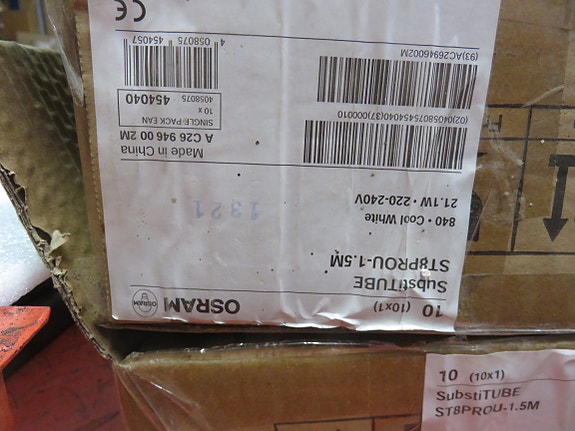 OSRAM
OSRAM
10 (10x1)
SubstiTUBE
ST8PROU-1.5M
840 • Cool White
21.1W • 220-240V
1321
Made in China
A C26 946 00 2M
SINGLE PACK EAN
10 x
4058075
454040
(02)04058075454040(37)000010
(93)AC26946002M
4 058075 454057
CE
10 (10x1)
SubstiTUBE
ST8PROU-1.5M